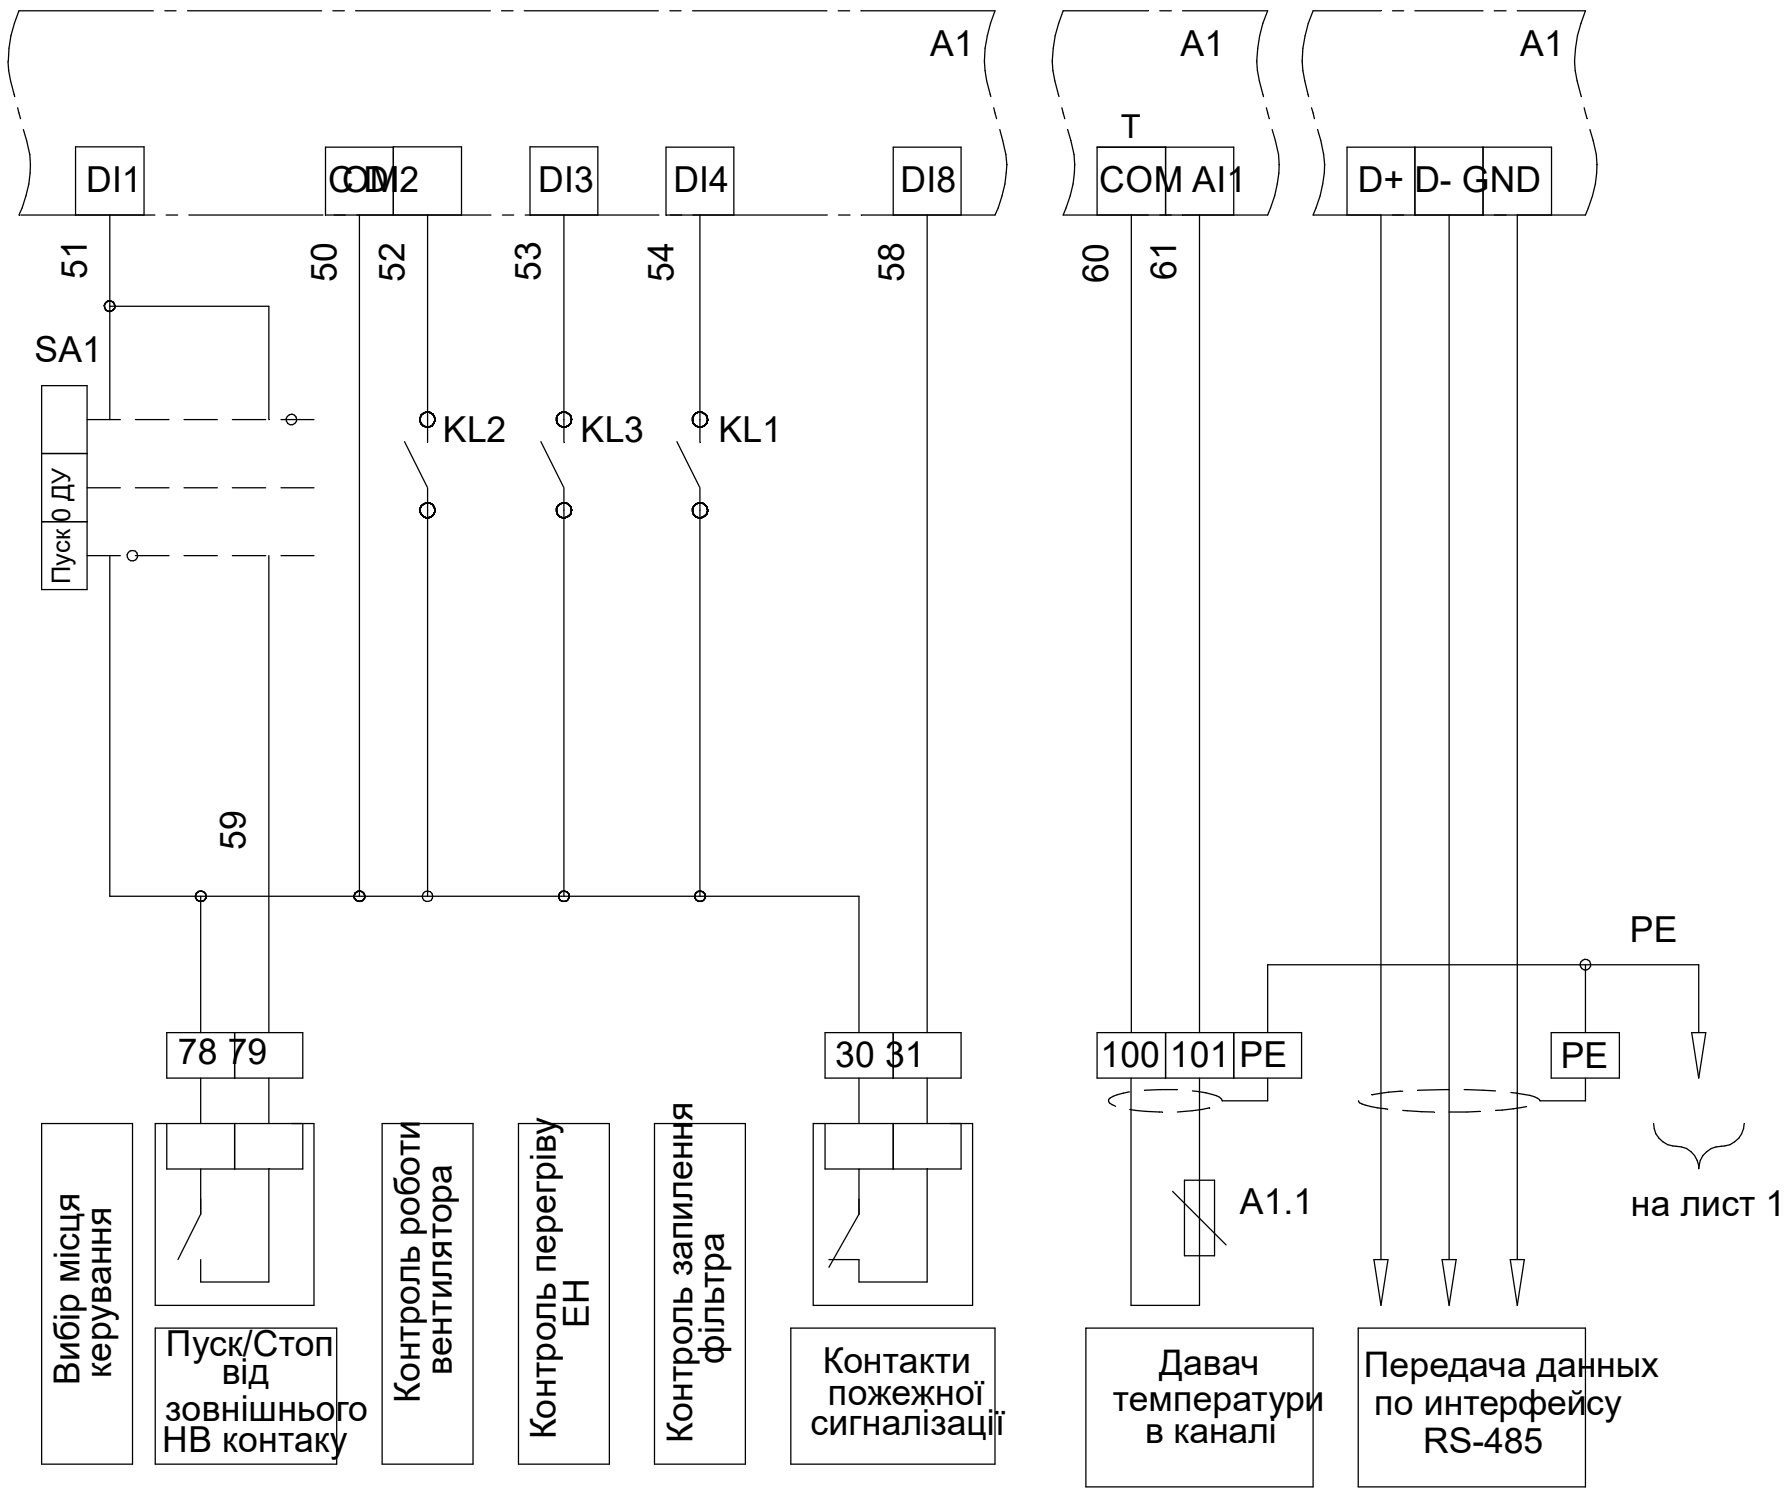 A1
A1
A1
T
DI1
COM
DI2
DI3
DI4
DI8
COM
AI1
D+
D-
GND
51
50
52
53
54
58
60
61
SA1
KL2
KL3
KL1
Пуск 0 ДУ
59
PE
78
79
30
31
100
101
PE
PE
A1.1
на лист 1
Вибір місця
керування
Пуск/Стоп
від
зовнішнього
НВ контаку
Контроль роботи
вентилятора
Контроль перегріву
ЕН
Контроль запилення
фільтра
Контакти
пожежної
сигналізації
Давач
температури
в каналі
Передача данных
по интерфейсу
RS-485